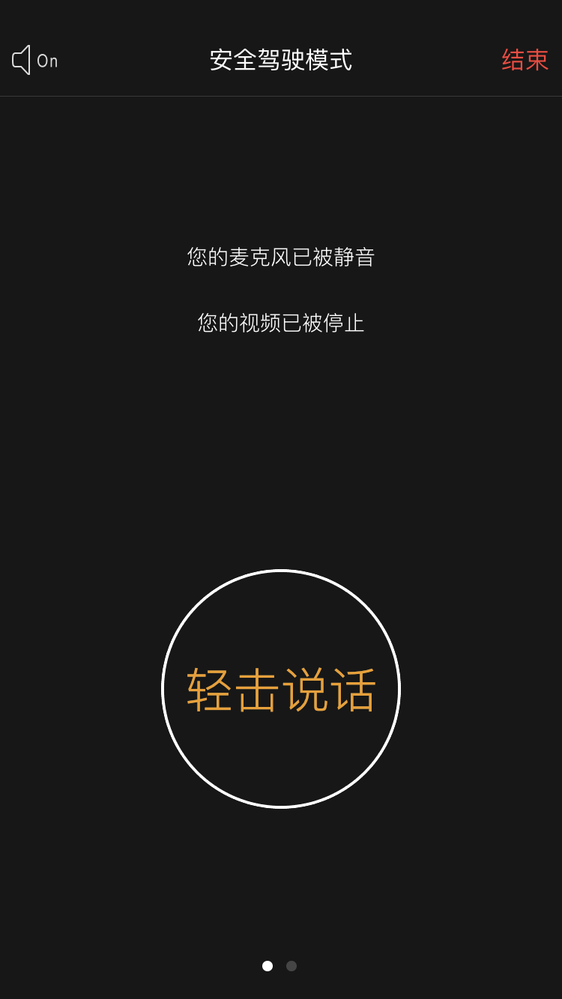 On
安全驾驶模式
结束
您的麦克风已被静音
您的视频已被停止
轻击说话